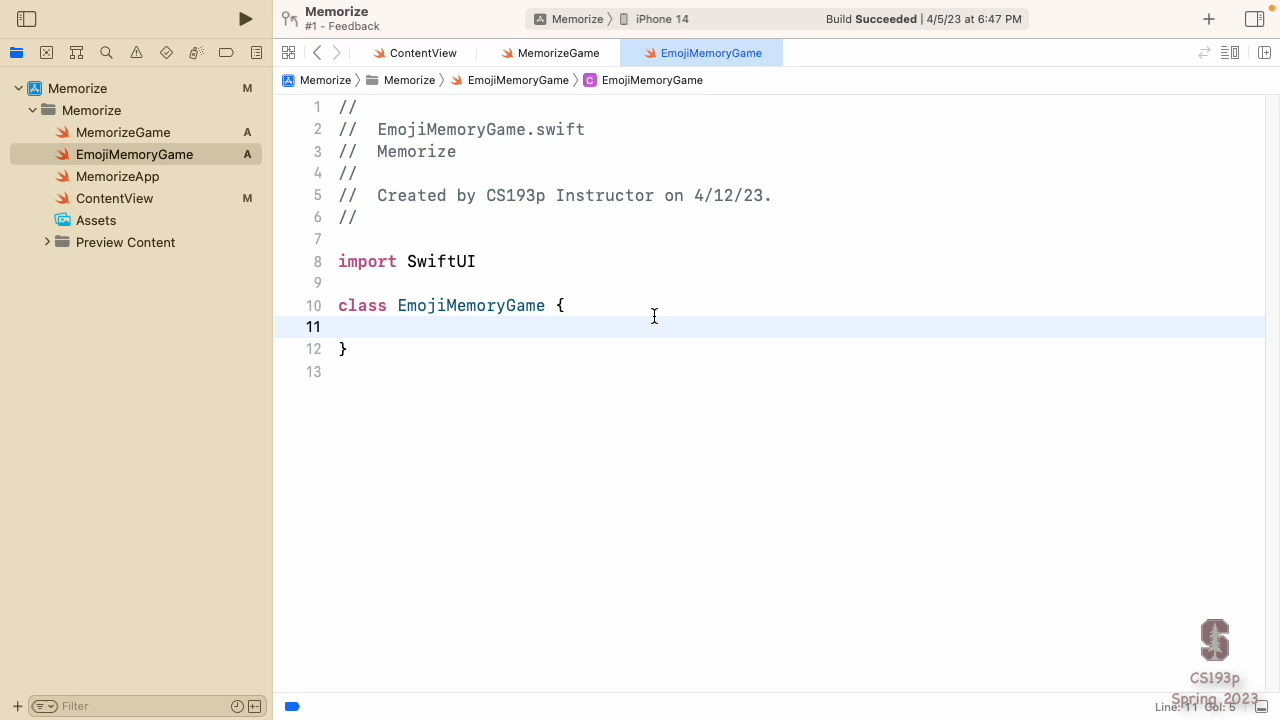 Memorize
#1 - Feedback
Memorize 〉 iPhone 14
Build Succeeded | 4/5/23 at 6:47 PM
ContentView
MemorizeGame
EmojiMemoryGame
Memorize 〉 Memorize 〉 EmojiMemoryGame 〉 C EmojiMemoryGame
Memorize M
Memorize
MemorizeGame A
EmojiMemoryGame A
MemorizeApp
ContentView M
Assets
Preview Content
1 //
2 //  EmojiMemoryGame.swift
3 //  Memorize
4 //
5 //  Created by CS193p Instructor on 4/12/23.
6 //
7
8 import SwiftUI
9
10 class EmojiMemoryGame {
11
12 }
13
S
CS193p
Spring 2023
Filter
Line: 11 Col: 5